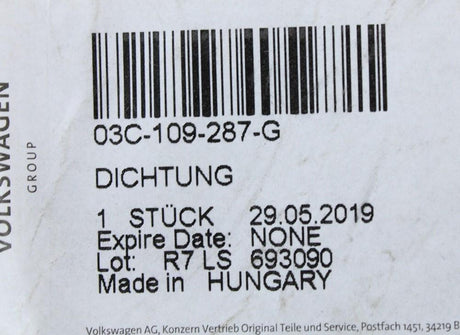 VOLKSWAGEN
GROUP
03C-109-287-G
DICHTUNG
1 STÜCK 29.05.2019
Expire Date: NONE
Lot: R7 LS 693090
Made in HUNGARY
Volkswagen AG, Konzern Vertrieb Original Teile und Service, Postfach 1451, 34219 B